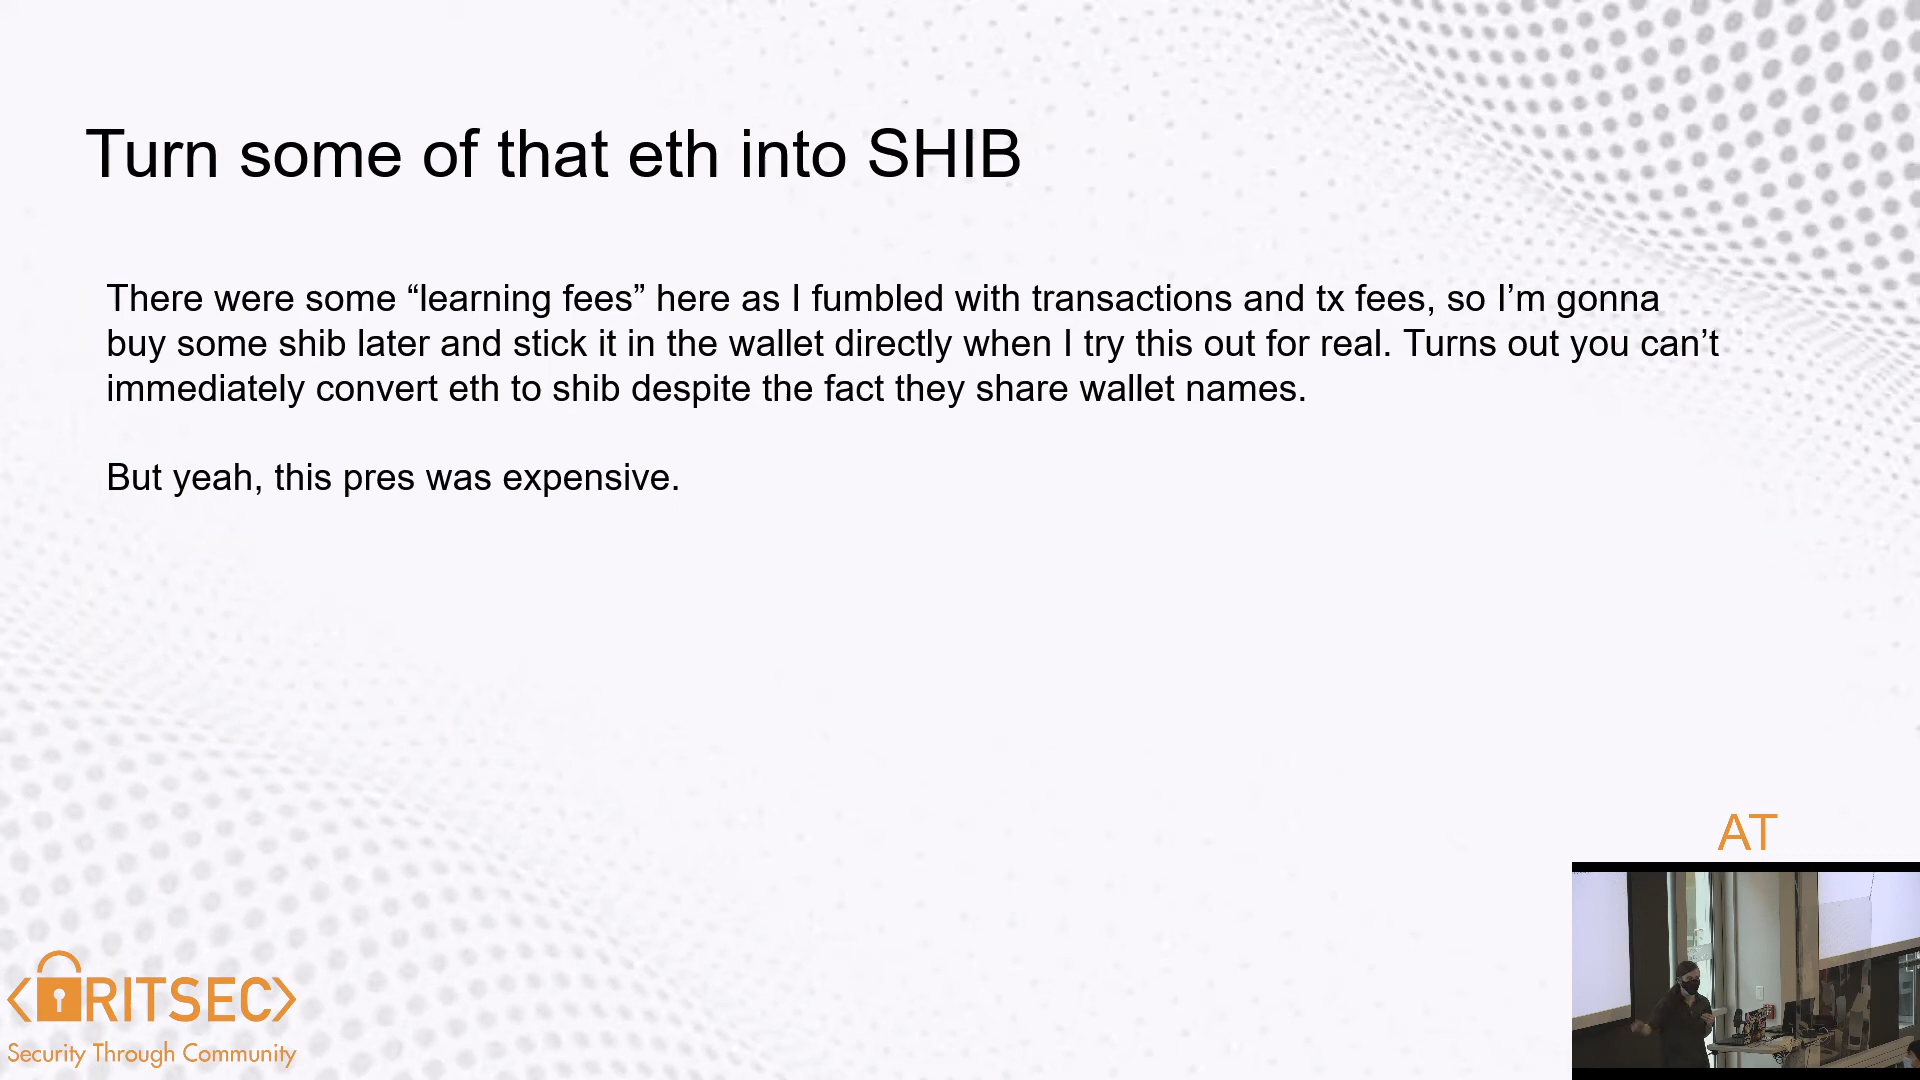 Turn some of that eth into SHIB
There were some “learning fees” here as I fumbled with transactions and tx fees, so I’m gonna
buy some shib later and stick it in the wallet directly when I try this out for real. Turns out you can’t
immediately convert eth to shib despite the fact they share wallet names.
But yeah, this pres was expensive.
AT
<RITSEC>
Security Through Community